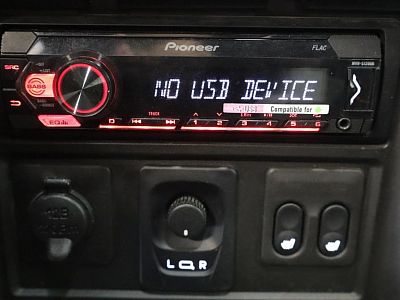 Pioneer
FLAC
SRC
NO USB DEVICE
BASS
USB
Compatible for
TRACK
EQ
1 2 3 4 5 6
L R